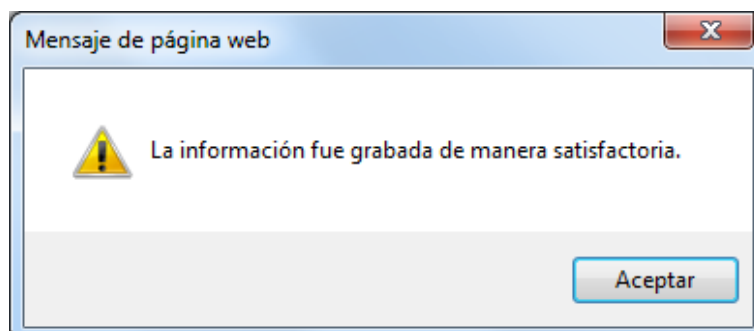 Mensaje de página web
La información fue grabada de manera satisfactoria.
Aceptar